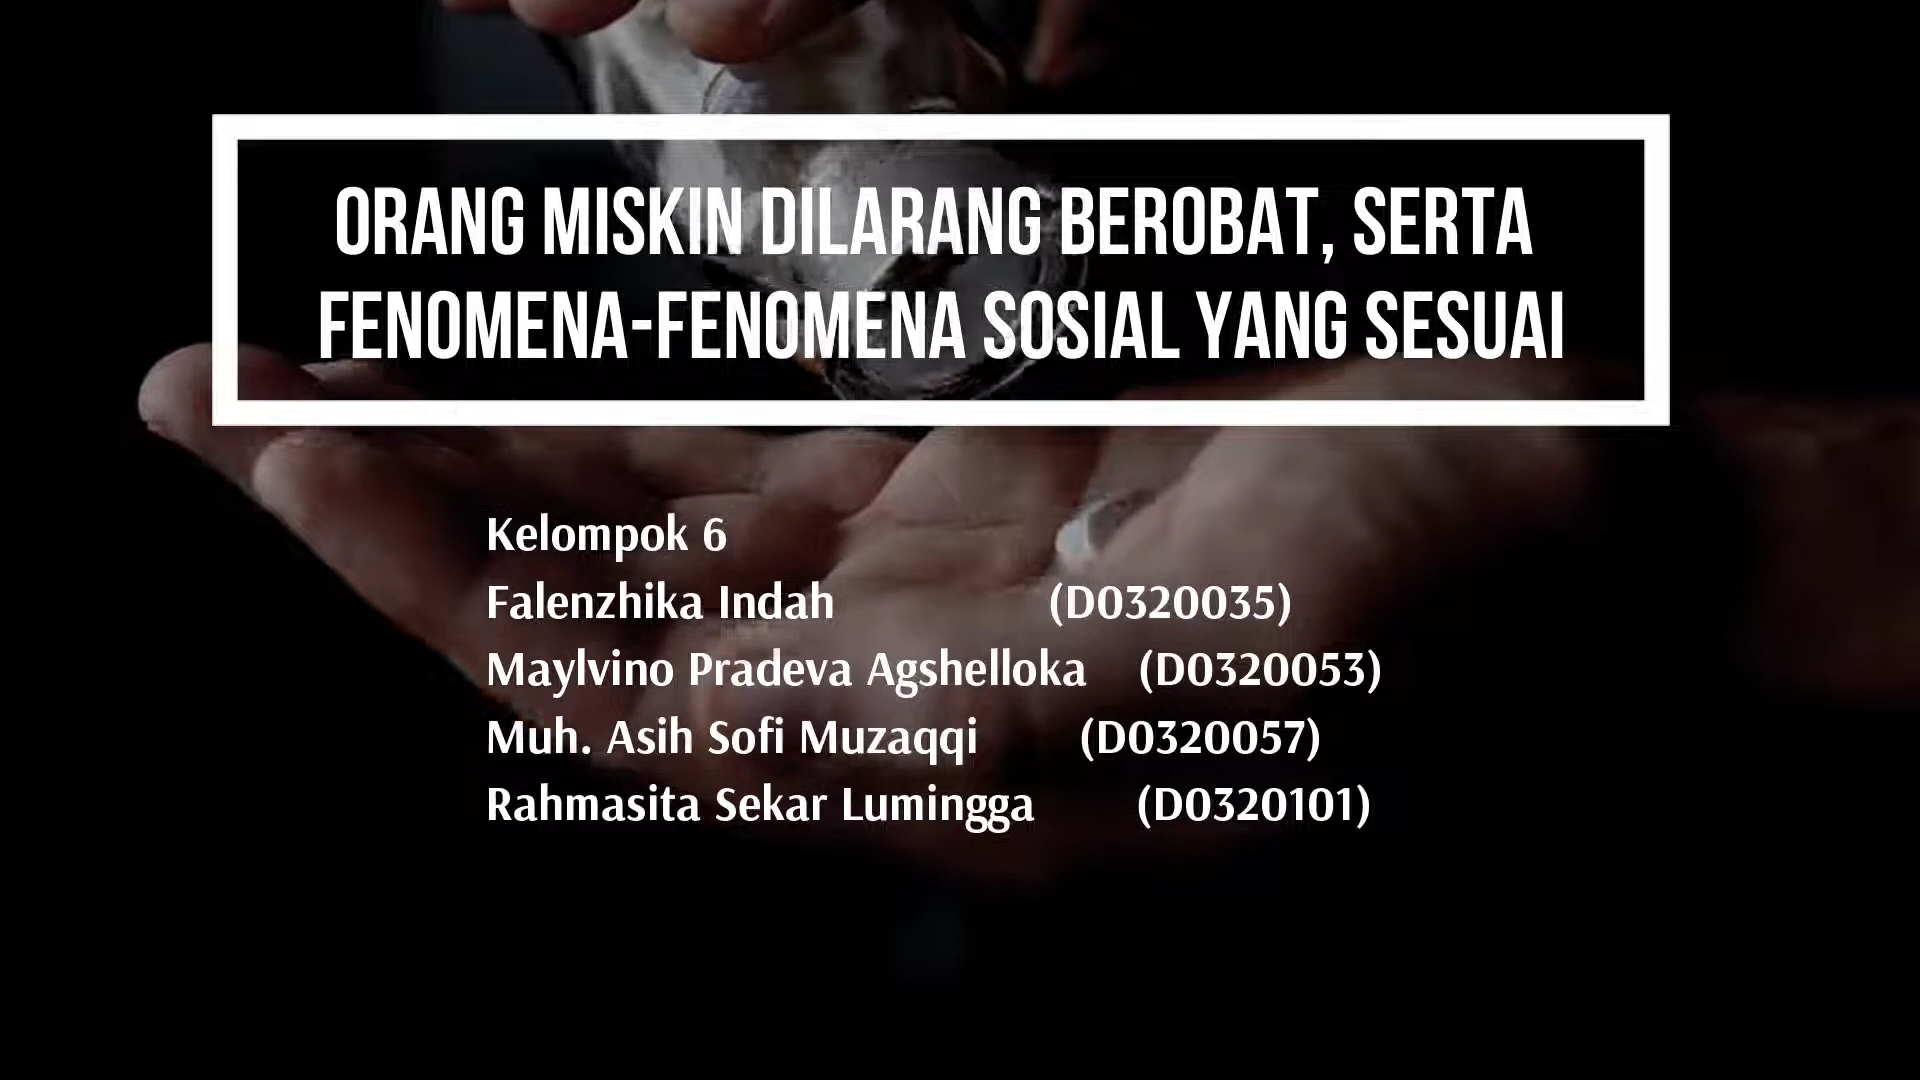 ORANG MISKIN DILARANG BEROBAT, SERTA
FENOMENA-FENOMENA SOSIAL YANG SESUAI
Kelompok 6
Falenzhika Indah (D0320035)
Maylvino Pradeva Agshelloka (D0320053)
Muh. Asih Sofi Muzaqqi (D0320057)
Rahmasita Sekar Lumingga (D0320101)